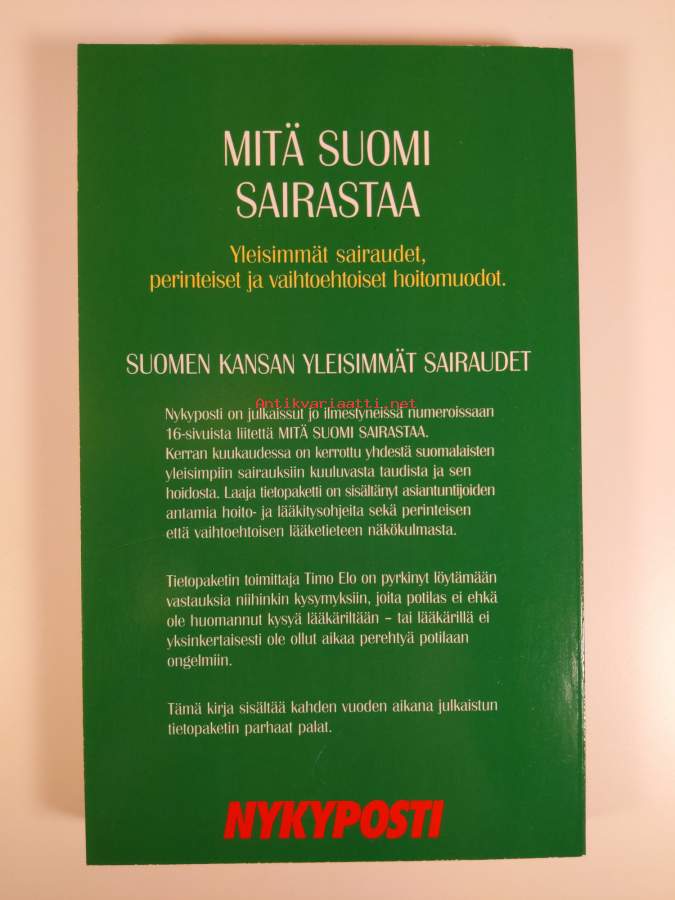 MITÄ SUOMI
SAIRASTAA
Yleisimmät sairaudet,
perinteiset ja vaihtoehtoiset hoitomuodot.
SUOMEN KANSAN YLEISIMMÄT SAIRAUDET
Antikvariaatti.net
Nykyposti on julkaissut jo ilmestyneissä numeroissaan
16-sivuista liitettä MITÄ SUOMI SAIRASTAA.
Kerran kuukaudessa on kerrottu yhdestä suomalaisten
yleisimpiin sairauksiin kuuluvasta taudista ja sen
hoidosta. Laaja tietopaketti on sisältänyt asiantuntijoiden
antamia hoito- ja lääkitysohjeita sekä perinteisen
että vaihtoehtoisen lääketieteen näkökulmasta.
Tietopaketin toimittaja Timo Elo on pyrkinyt löytämään
vastauksia niihinkin kysymyksiin, joita potilas ei ehkä
ole huomannut kysyä lääkäriltään – tai lääkärillä ei
yksinkertaisesti ole ollut aikaa perehtyä potilaan
ongelmiin.
Tämä kirja sisältää kahden vuoden aikana julkaistun
tietopaketin parhaat palat.
NYKYPOSTI